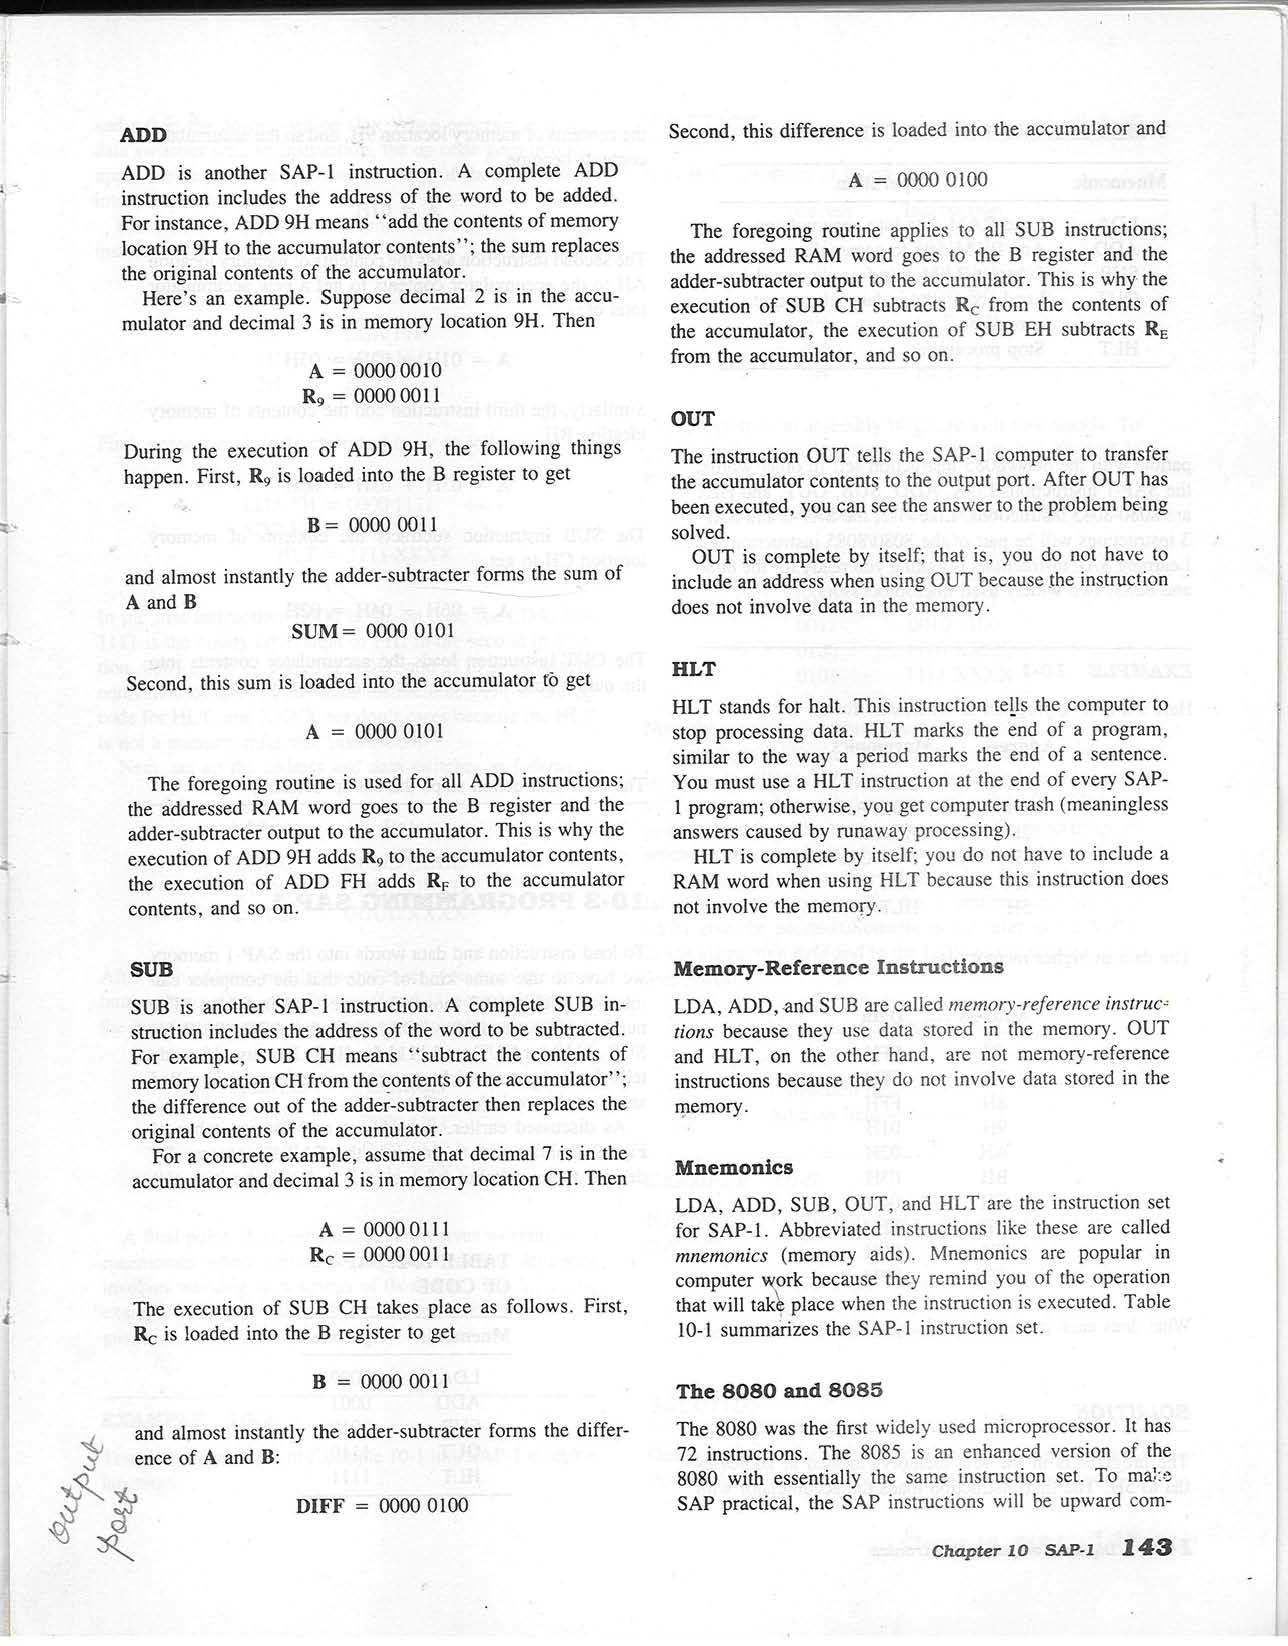 ADD
ADD is another SAP-1 instruction. A complete ADD
instruction includes the address of the word to be added.
For instance, ADD 9H means ‘‘add the contents of memory
location 9H to the accumulator contents’’; the sum replaces
the original contents of the accumulator.
Here's an example. Suppose decimal 2 is in the accu-
mulator and decimal 3 is in memory location 9H. Then
A = 0000 0010
R9 = 0000 0011
During the execution of ADD 9H, the following things
happen. First, R9 is loaded into the B register to get
B = 0000 0011
and almost instantly the adder-subtracter forms the sum of
A and B
SUM = 0000 0101
Second, this sum is loaded into the accumulator to get
A = 0000 0101
The foregoing routine is used for all ADD instructions;
the addressed RAM word goes to the B register and the
adder-subtracter output to the accumulator. This is why the
execution of ADD 9H adds R9 to the accumulator contents,
the execution of ADD FH adds RF to the accumulator
contents, and so on.
SUB
SUB is another SAP-1 instruction. A complete SUB in-
struction includes the address of the word to be subtracted.
For example, SUB CH means ‘‘subtract the contents of
memory location CH from the contents of the accumulator’’;
the difference out of the adder-subtracter then replaces the
original contents of the accumulator.
For a concrete example, assume that decimal 7 is in the
accumulator and decimal 3 is in memory location CH. Then
A = 0000 0111
RC = 0000 0011
The execution of SUB CH takes place as follows. First,
RC is loaded into the B register to get
B = 0000 0011
and almost instantly the adder-subtracter forms the differ-
ence of A and B:
DIFF = 0000 0100
output
port
Second, this difference is loaded into the accumulator and
A = 0000 0100
The foregoing routine applies to all SUB instructions;
the addressed RAM word goes to the B register and the
adder-subtracter output to the accumulator. This is why the
execution of SUB CH subtracts RC from the contents of
the accumulator, the execution of SUB EH subtracts RE
from the accumulator, and so on.
OUT
The instruction OUT tells the SAP-1 computer to transfer
the accumulator contents to the output port. After OUT has
been executed, you can see the answer to the problem being
solved.
OUT is complete by itself; that is, you do not have to
include an address when using OUT because the instruction
does not involve data in the memory.
HLT
HLT stands for halt. This instruction tells the computer to
stop processing data. HLT marks the end of a program,
similar to the way a period marks the end of a sentence.
You must use a HLT instruction at the end of every SAP-
1 program; otherwise, you get computer trash (meaningless
answers caused by runaway processing).
HLT is complete by itself; you do not have to include a
RAM word when using HLT because this instruction does
not involve the memory.
Memory-Reference Instructions
LDA, ADD, and SUB are called memory-reference instruc-
tions because they use data stored in the memory. OUT
and HLT, on the other hand, are not memory-reference
instructions because they do not involve data stored in the
memory.
Mnemonics
LDA, ADD, SUB, OUT, and HLT are the instruction set
for SAP-1. Abbreviated instructions like these are called
mnemonics (memory aids). Mnemonics are popular in
computer work because they remind you of the operation
that will take place when the instruction is executed. Table
10-1 summarizes the SAP-1 instruction set.
The 8080 and 8085
The 8080 was the first widely used microprocessor. It has
72 instructions. The 8085 is an enhanced version of the
8080 with essentially the same instruction set. To make
SAP practical, the SAP instructions will be upward com-
Chapter 10 SAP-1 143